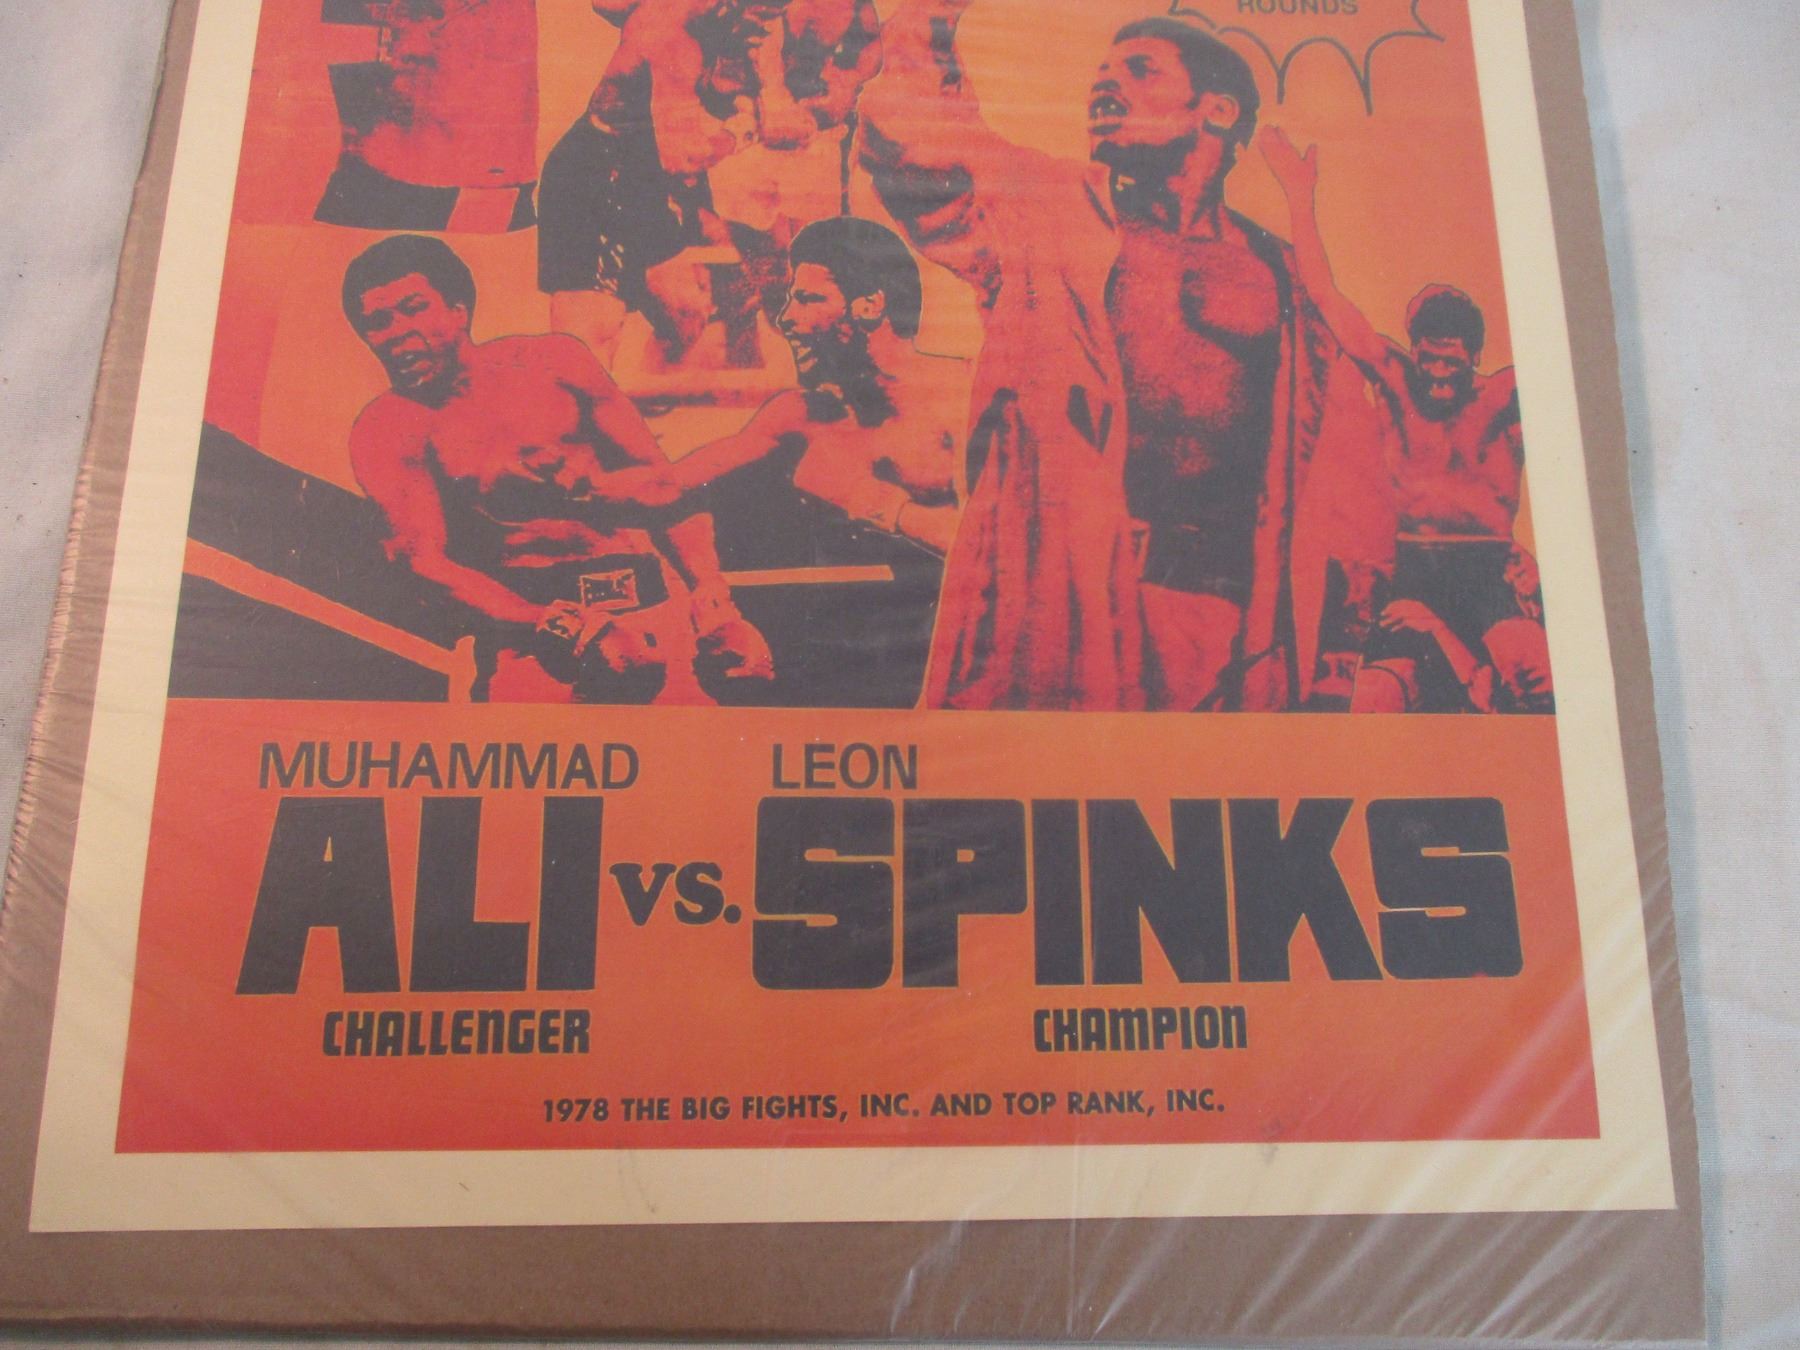 ROUNDS
MUHAMMAD LEON
ALI vs. SPINKS
CHALLENGER CHAMPION
1978 THE BIG FIGHTS, INC. AND TOP RANK, INC.